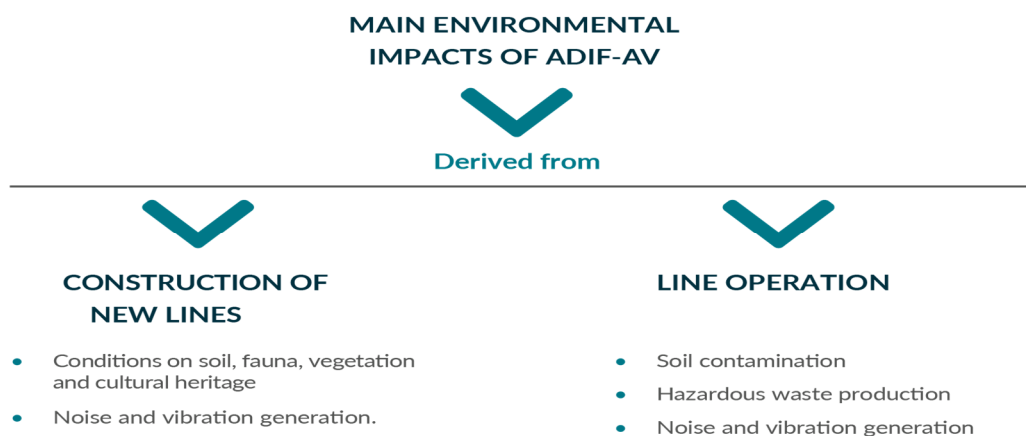 MAIN ENVIRONMENTAL
IMPACTS OF ADIF-AV
Derived from
CONSTRUCTION OF
NEW LINES
• Conditions on soil, fauna, vegetation
and cultural heritage
• Noise and vibration generation.
LINE OPERATION
• Soil contamination
• Hazardous waste production
• Noise and vibration generation